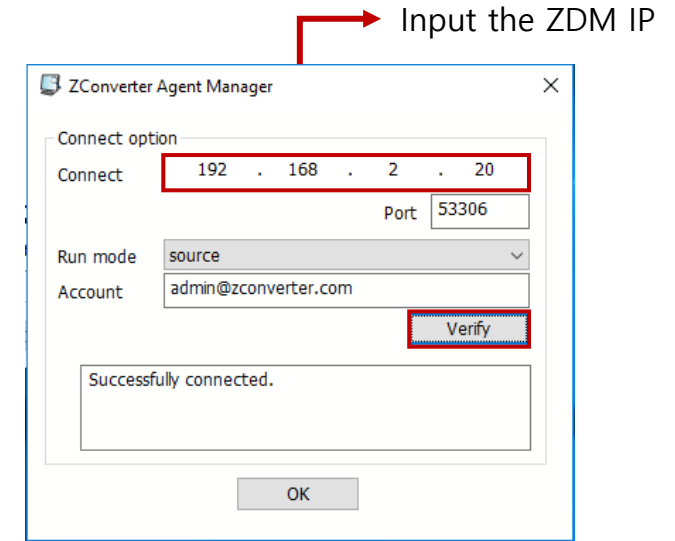 Input the ZDM IP
ZConverter Agent Manager
Connect option
Connect 192 . 168 . 2 . 20
Port 53306
Run mode source
Account admin@zconverter.com
Verify
Successfully connected.
OK